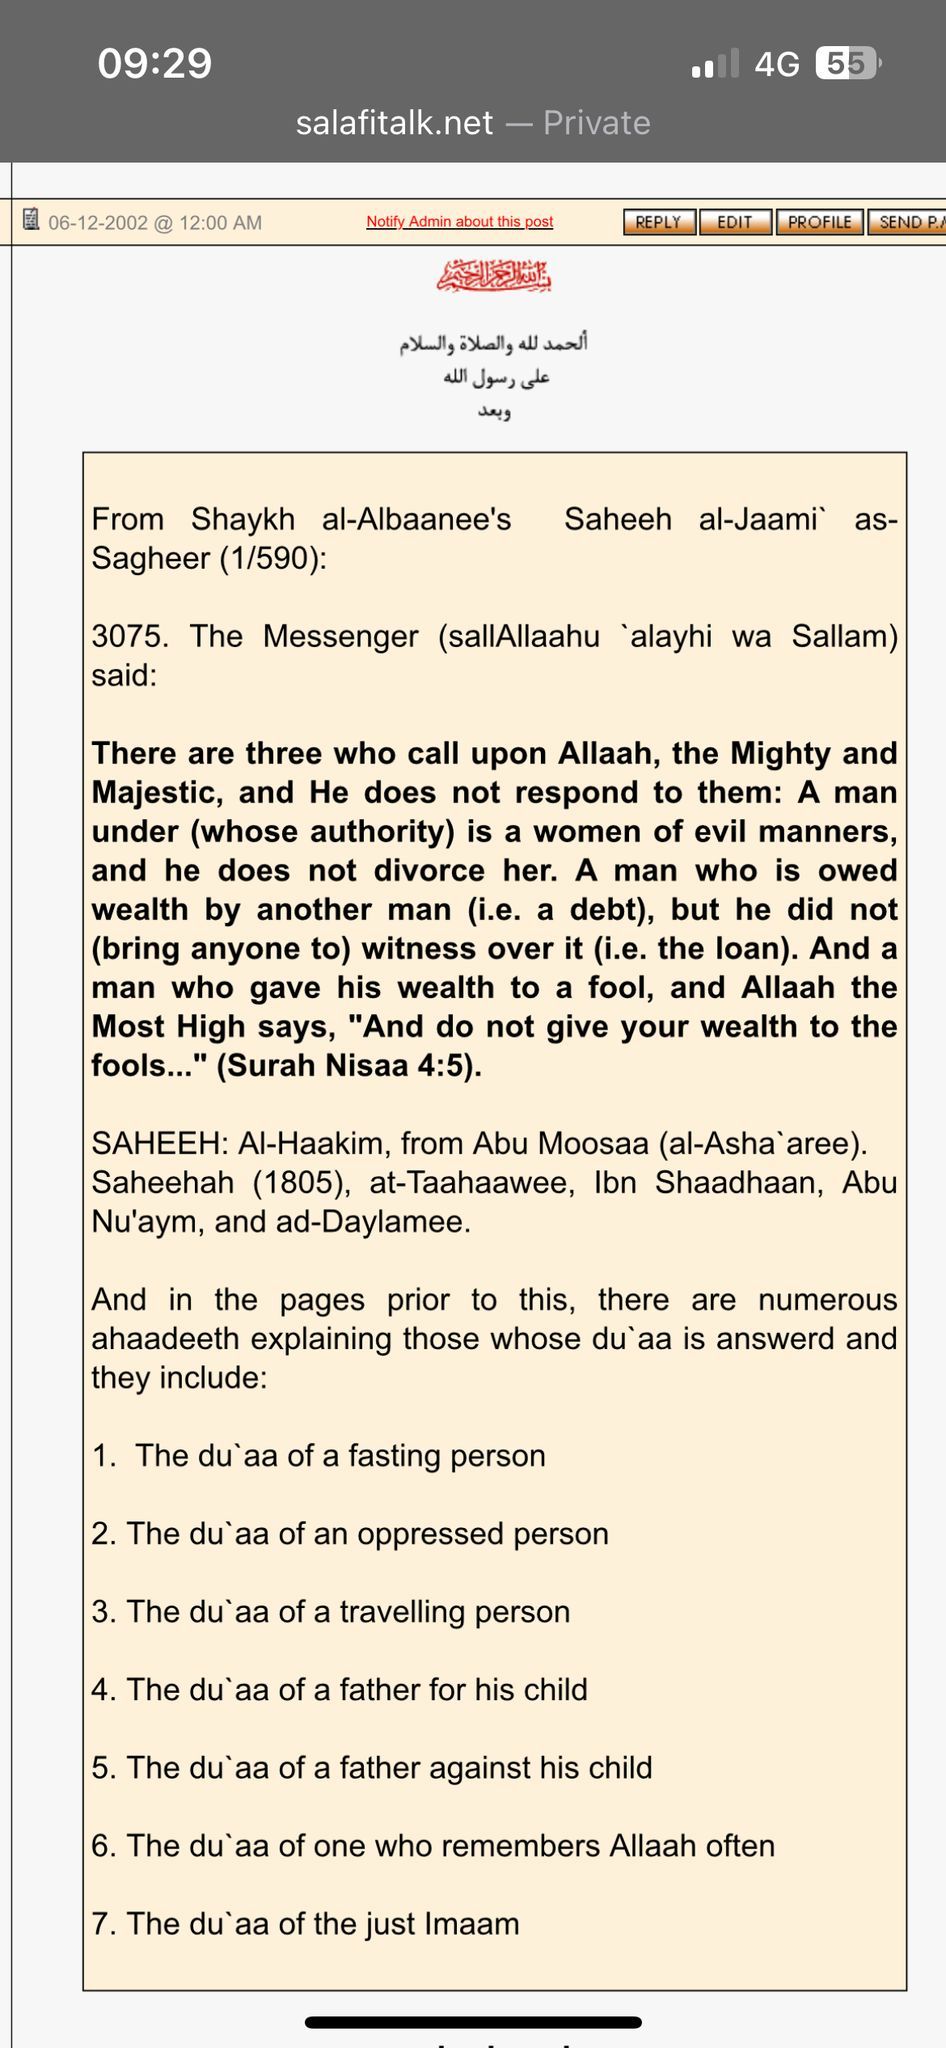 09:29
4G 55
salafitalk.net — Private
06-12-2002 @ 12:00 AM Notify Admin about this post REPLY EDIT PROFILE SEND P.
بسم الله الرحمن الرحيم
ألحمد لله والصلاة والسلام
على رسول الله
وبعد
From Shaykh al-Albaanee's Saheeh al-Jaami` as-
Sagheer (1/590):
3075. The Messenger (sallAllaahu `alayhi wa Sallam)
said:
There are three who call upon Allaah, the Mighty and
Majestic, and He does not respond to them: A man
under (whose authority) is a women of evil manners,
and he does not divorce her. A man who is owed
wealth by another man (i.e. a debt), but he did not
(bring anyone to) witness over it (i.e. the loan). And a
man who gave his wealth to a fool, and Allaah the
Most High says, "And do not give your wealth to the
fools..." (Surah Nisaa 4:5).
SAHEEH: Al-Haakim, from Abu Moosaa (al-Asha`aree).
Saheehah (1805), at-Taahaawee, Ibn Shaadhaan, Abu
Nu'aym, and ad-Daylamee.
And in the pages prior to this, there are numerous
ahaadeeth explaining those whose du`aa is answerd and
they include:
1. The du`aa of a fasting person
2. The du`aa of an oppressed person
3. The du`aa of a travelling person
4. The du`aa of a father for his child
5. The du`aa of a father against his child
6. The du`aa of one who remembers Allaah often
7. The du`aa of the just Imaam